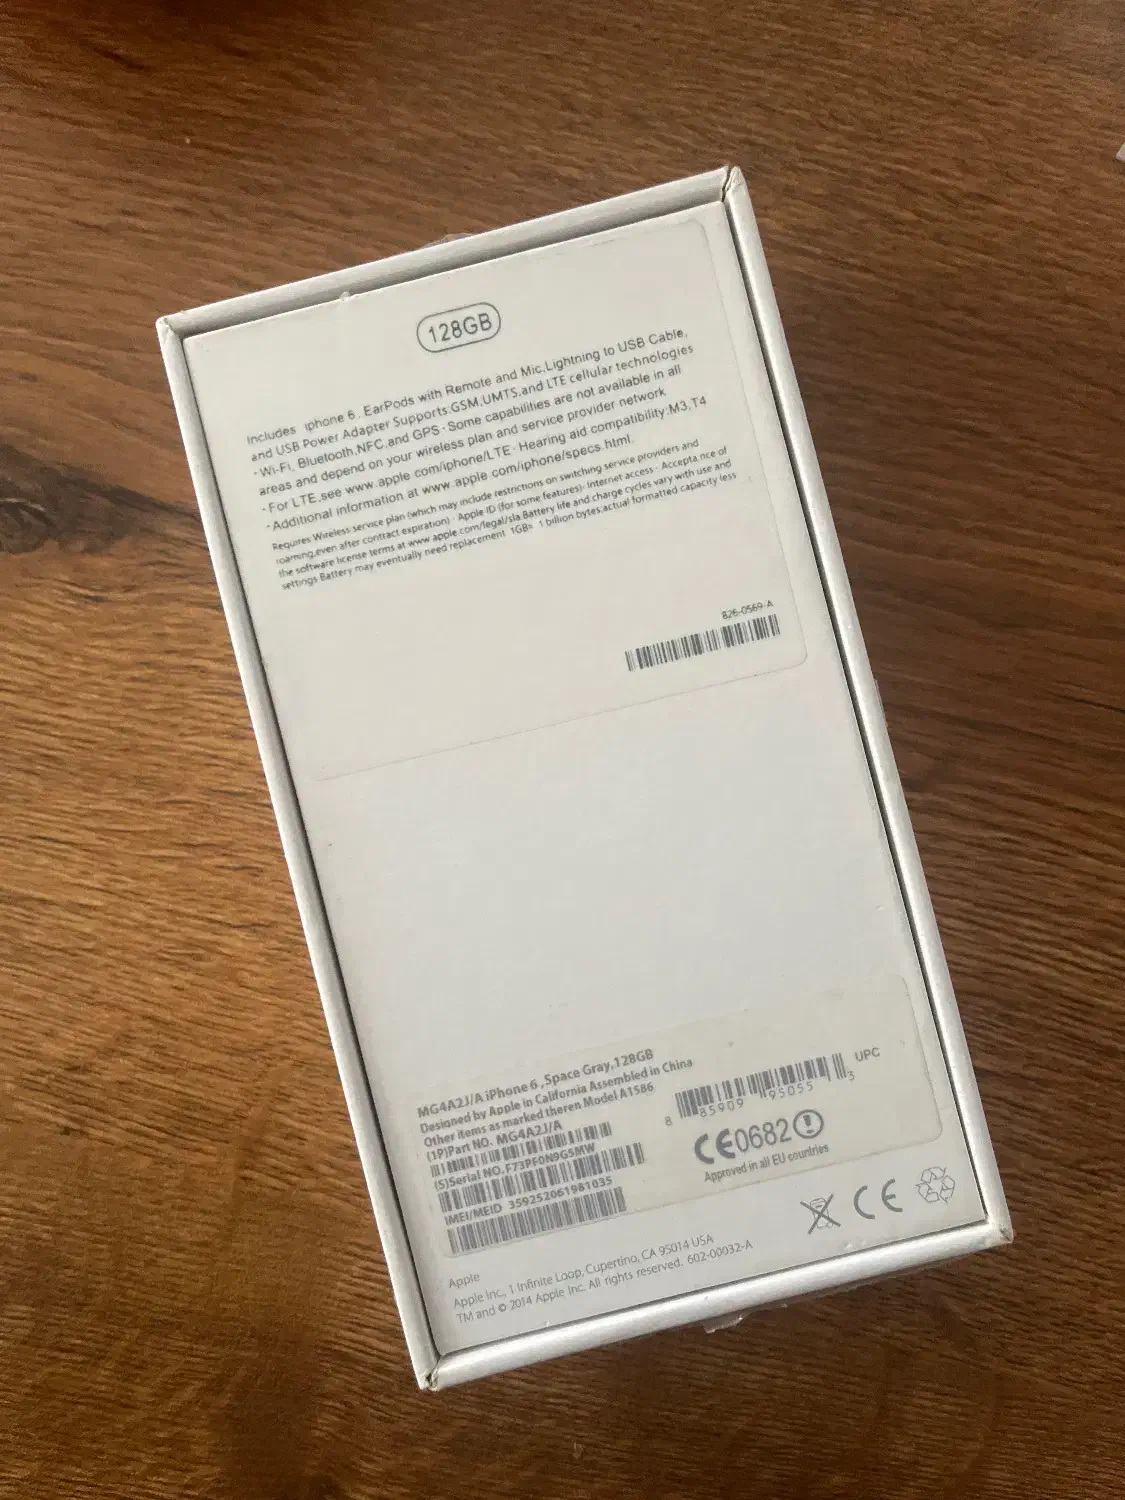 128GB
Includes iphone 6 . EarPods with Remote and Mic,Lightning to USB Cable,
and USB Power Adapter Supports:GSM,UMTS,and LTE cellular technologies
·Wi-Fi, Bluetooth,NFC,and GPS · Some capabilities are not available in all
areas and depend on your wireless plan and service provider network
·For LTE,see www.apple com/iphone/LTE · Hearing aid compatibility:M3,T4
·Additional information at www.apple com/iphone/specs.html.
Requires Wireless service plan (which may include restrictions on switching service providers and
roaming,even after contract expiration) · Apple ID (for some features)· Internet access · Accepta nce of
the software license terms at www apple com/legal/sla.Battery life and charge cycles vary with use and
settings Battery may eventually need replacement 1GB= 1 billion bytes;actual formatted capacity less
826-0569-A
MG4A2J/A iPhone 6 ,Space Gray,128GB
Designed by Apple in California Assembled in China
Other items as marked theren Model A1586
(1P)Part NO. MG4A2J/A
(S)Serial NO.F73PF0N9G5MW
IMEI/MEID 359252061981035
UPC
8 85909 95055 3
CE0682
Approved in all EU countries
CE
Apple
Apple Inc., 1 Infinite Loop, Cupertino, CA 95014 USA
TM and © 2014 Apple Inc. All rights reserved. 602-00032-A